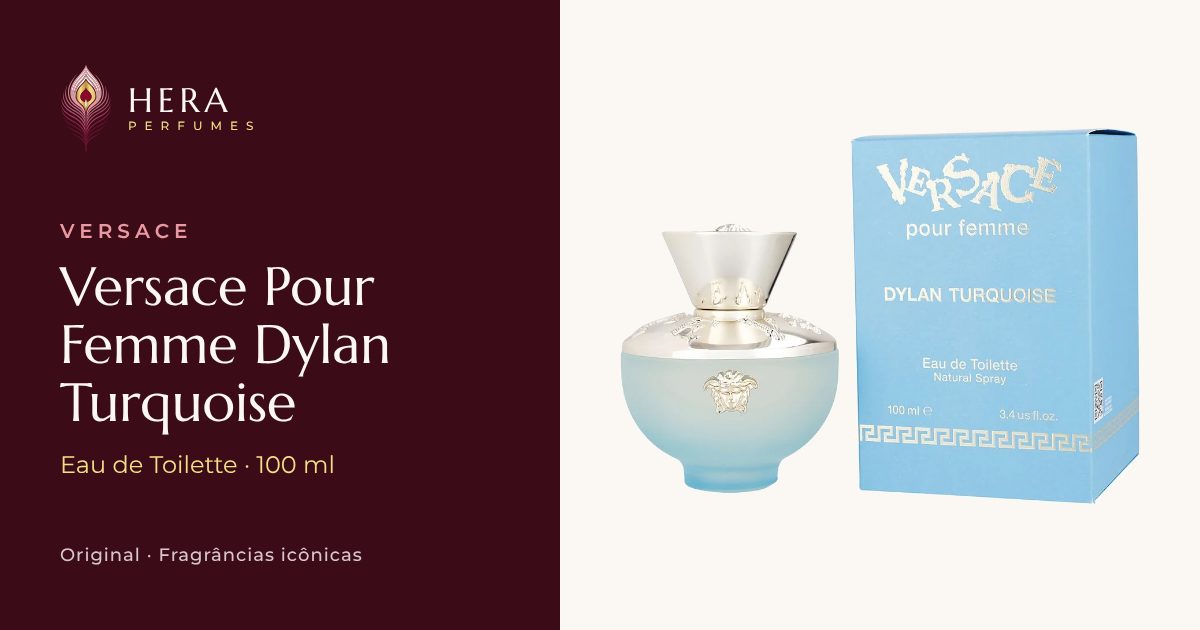 HERA
PERFUMES
VERSACE
Versace Pour
Femme Dylan
Turquoise
Eau de Toilette · 100 ml
Original · Fragrâncias icônicas
VERSACE
pour femme
DYLAN TURQUOISE
Eau de Toilette
Natural Spray
100 ml ℮
3.4 us fl.oz.